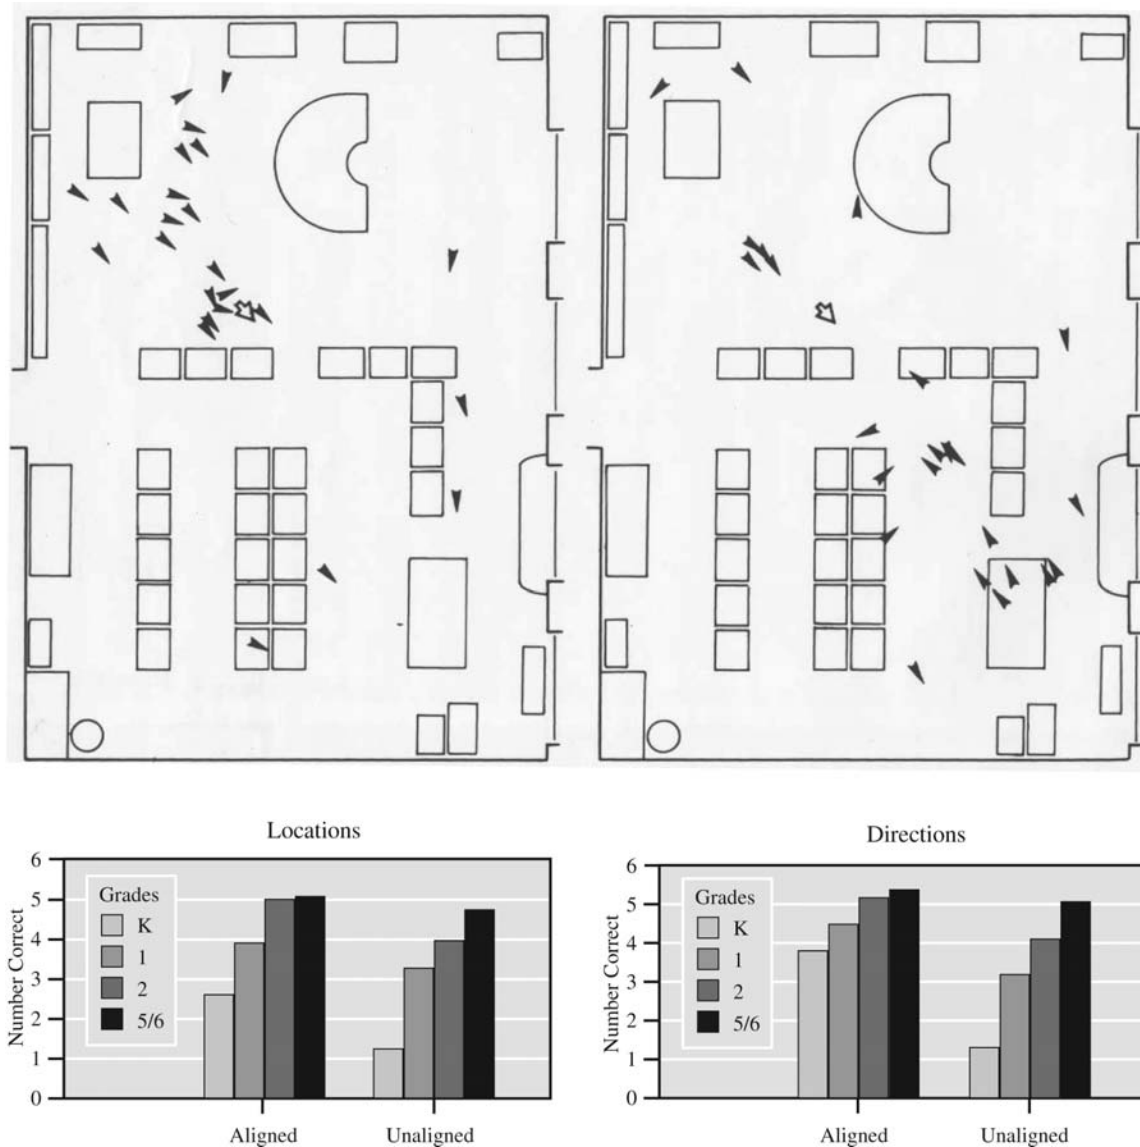 Locations
Number Correct
6
5
4
3
2
1
0
Grades
K
1
2
5/6
Aligned
Unaligned
Directions
Number Correct
6
5
4
3
2
1
0
Grades
K
1
2
5/6
Aligned
Unaligned